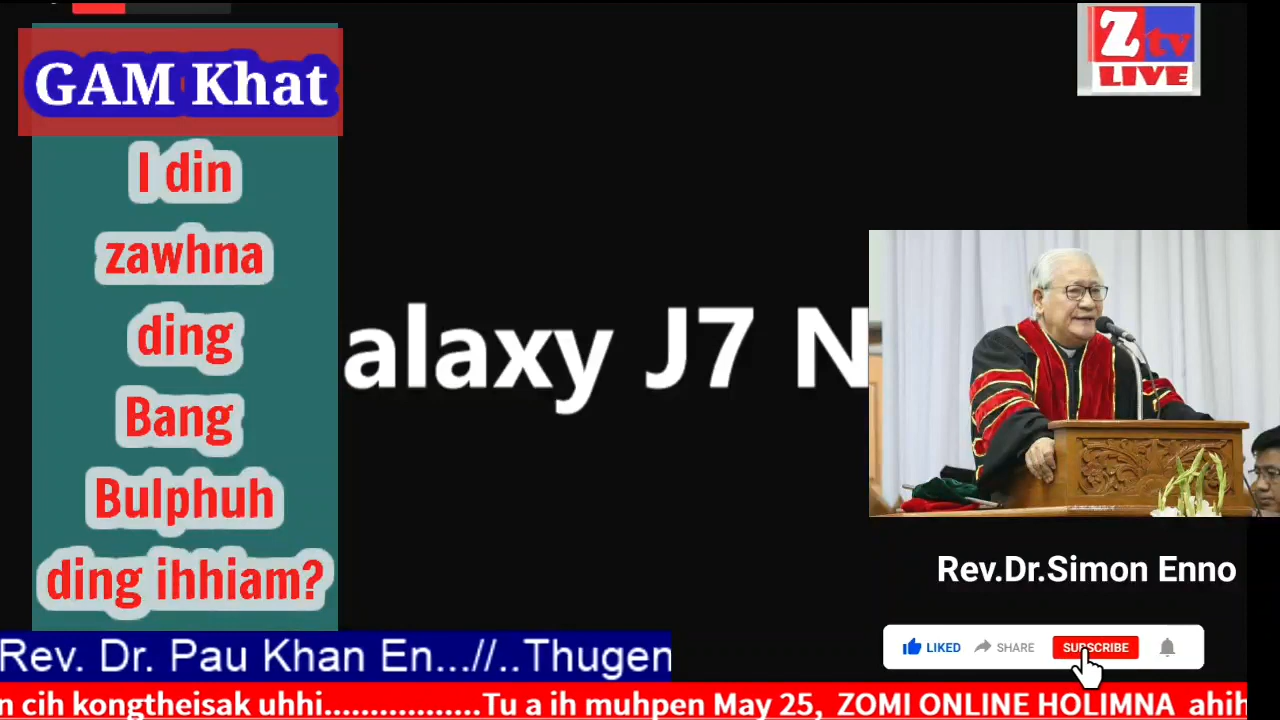 GAM Khat
I din
zawhna
ding
Bang
Bulphuh
ding ihhiam?
alaxy J7 N
Z tv
LIVE
Rev.Dr.Simon Enno
LIKED SHARE SUBSCRIBE
Rev. Dr. Pau Khan En...//..Thugen
n cih kongtheisak uhhi.................Tu a ih muhpen May 25, ZOMI ONLINE HOLIMNA ahih